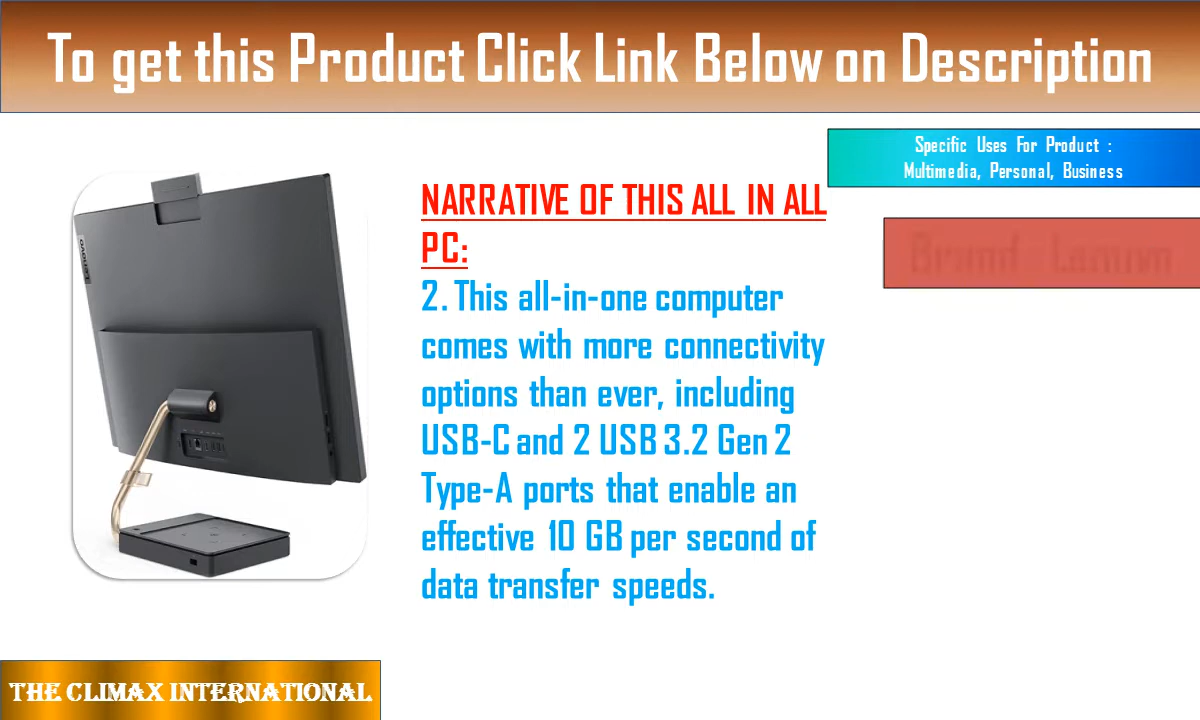 To get this Product Click Link Below on Description
Specific Uses For Product :
Multimedia, Personal, Business
Brand : Lenovo
Lenovo
NARRATIVE OF THIS ALL IN ALL
PC:
2. This all-in-one computer
comes with more connectivity
options than ever, including
USB-C and 2 USB 3.2 Gen 2
Type-A ports that enable an
effective 10 GB per second of
data transfer speeds.
THE CLIMAX INTERNATIONAL